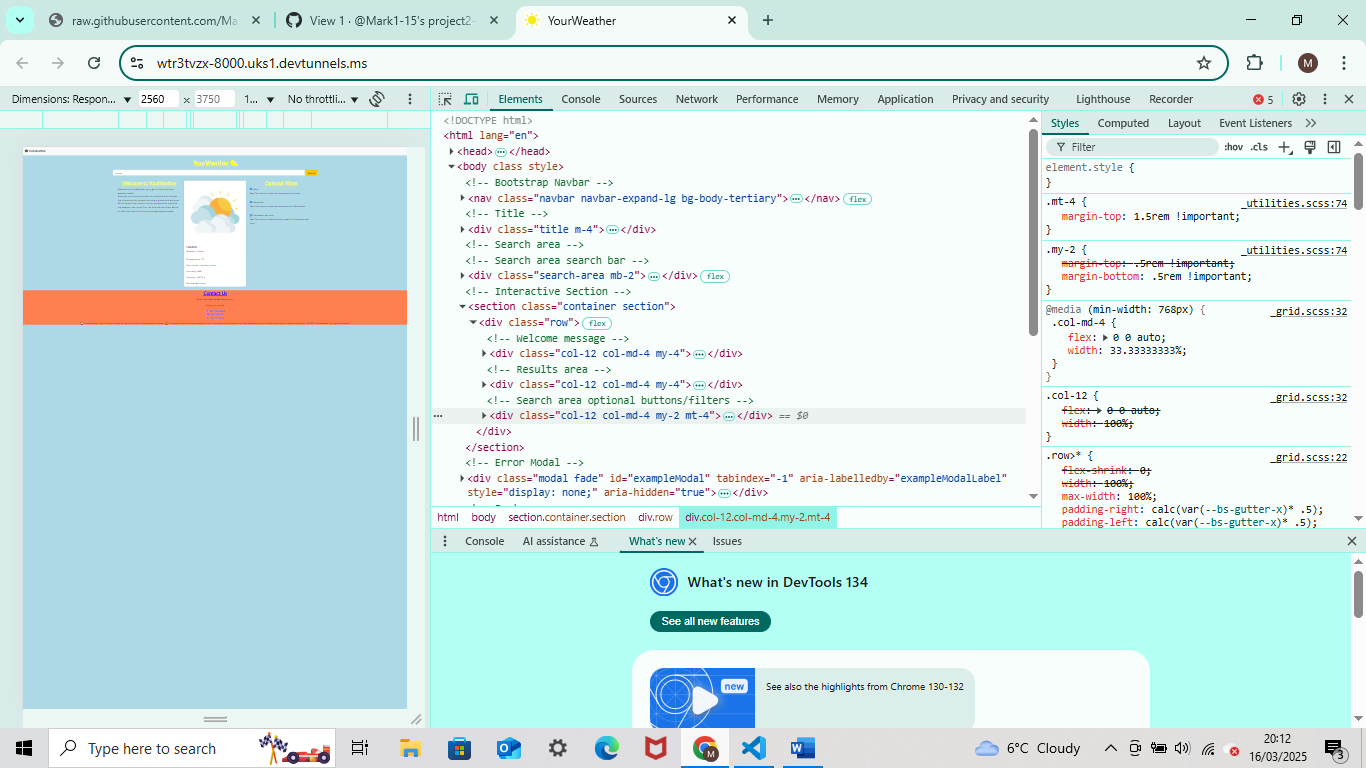 raw.githubusercontent.com/Ma
View 1 · @Mark1-15's project2-
YourWeather
wtr3tvzx-8000.uks1.devtunnels.ms
M
Dimensions: Respon... 2560 × 3750 1... No throttli...
Elements Console Sources Network Performance Memory Application Privacy and security Lighthouse Recorder 5
YourWeather
Welcome to YourWeather
Optional Filters
Contact Us
<!DOCTYPE html>
<html lang="en">
<head>…</head>
<body class style>
<!-- Bootstrap Navbar -->
<nav class="navbar navbar-expand-lg bg-body-tertiary">…</nav> flex
<!-- Title -->
<div class="title m-4">…</div>
<!-- Search area -->
<!-- Search area search bar -->
<div class="search-area mb-2">…</div> flex
<!-- Interactive Section -->
<section class="container section">
<div class="row"> flex
<!-- Welcome message -->
<div class="col-12 col-md-4 my-4">…</div>
<!-- Results area -->
<div class="col-12 col-md-4 my-4">…</div>
<!-- Search area optional buttons/filters -->
<div class="col-12 col-md-4 my-2 mt-4">…</div> == $0
</div>
</section>
<!-- Error Modal -->
<div class="modal fade" id="exampleModal" tabindex="-1" aria-labelledby="exampleModalLabel"
style="display: none;" aria-hidden="true">…</div>
html body section.container.section div.row div.col-12.col-md-4.my-2.mt-4
Styles Computed Layout Event Listeners
Filter :hov .cls
element.style {
}
.mt-4 { _utilities.scss:74
margin-top: 1.5rem !important;
}
.my-2 { _utilities.scss:74
margin-top: .5rem !important;
margin-bottom: .5rem !important;
}
@media (min-width: 768px) { _grid.scss:32
.col-md-4 {
flex: 0 0 auto;
width: 33.33333333%;
}
}
.col-12 { _grid.scss:32
flex: 0 0 auto;
width: 100%;
}
.row>* { _grid.scss:22
flex-shrink: 0;
width: 100%;
max-width: 100%;
padding-right: calc(var(--bs-gutter-x)* .5);
padding-left: calc(var(--bs-gutter-x)* .5);
Console AI assistance What's new Issues
What's new in DevTools 134
See all new features
new
See also the highlights from Chrome 130-132
Type here to search
6°C Cloudy
20:12
16/03/2025
3